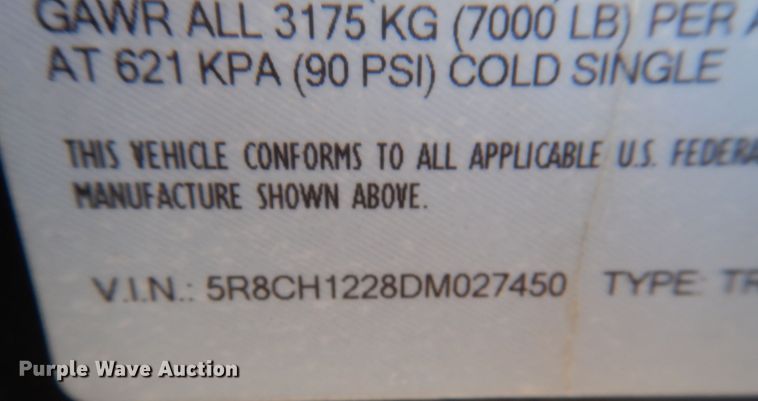 GAWR ALL 3175 KG (7000 LB) PER
AT 621 KPA (90 PSI) COLD SINGLE
THIS VEHICLE CONFORMS TO ALL APPLICABLE U.S. FEDERA
MANUFACTURE SHOWN ABOVE.
V.I.N.: 5R8CH1228DM027450 TYPE: TR
Purple Wave Auction